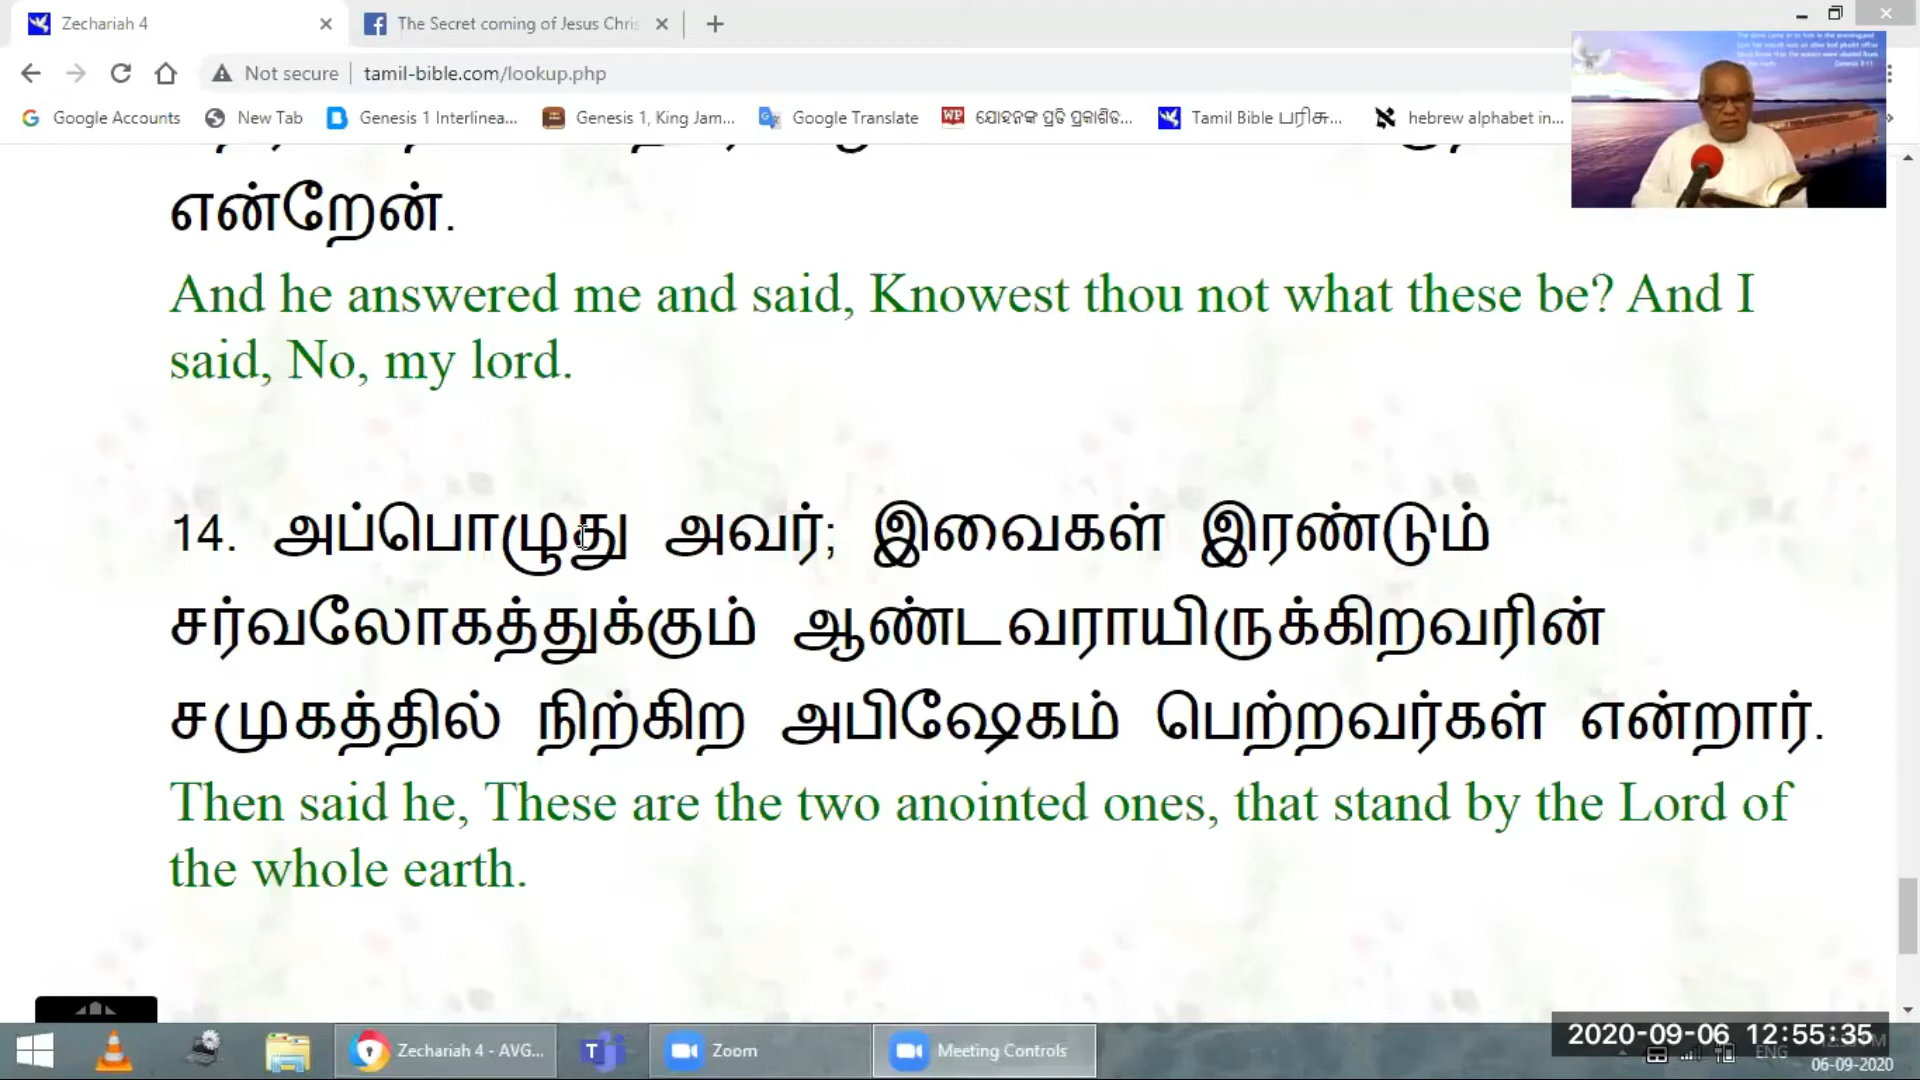 Zechariah 4
The Secret coming of Jesus Chris
Not secure
tamil-bible.com/lookup.php
Google Accounts
New Tab
Genesis 1 Interlinea...
Genesis 1, King Jam...
Google Translate
ଯୋହନଙ୍କ ପ୍ରତି ପ୍ରକାଶିତ...
Tamil Bible பரிசு...
hebrew alphabet in...
என்றேன்.
And he answered me and said, Knowest thou not what these be? And I
said, No, my lord.
14. அப்பொழுது அவர்; இவைகள் இரண்டும்
சர்வலோகத்துக்கும் ஆண்டவராயிருக்கிறவரின்
சமுகத்தில் நிற்கிற அபிஷேகம் பெற்றவர்கள் என்றார்.
Then said he, These are the two anointed ones, that stand by the Lord of
the whole earth.
Zechariah 4 - AVG...
Zoom
Meeting Controls
2020-09-06 12:55:35
ENG
06-09-2020